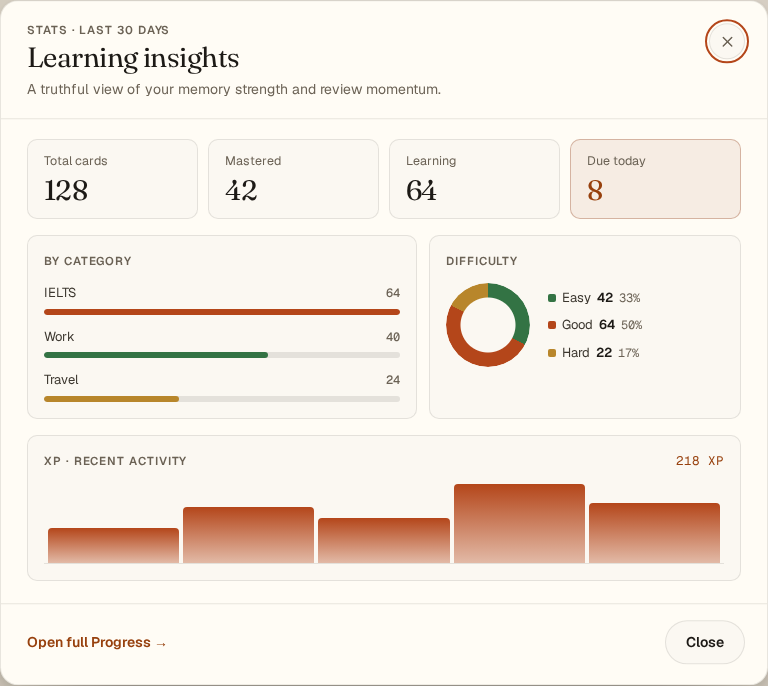 STATS · LAST 30 DAYS
Learning insights
A truthful view of your memory strength and review momentum.
Total cards
128
Mastered
42
Learning
64
Due today
8
BY CATEGORY
IELTS 64
Work 40
Travel 24
DIFFICULTY
Easy 42 33%
Good 64 50%
Hard 22 17%
XP · RECENT ACTIVITY 218 XP
Open full Progress →
Close